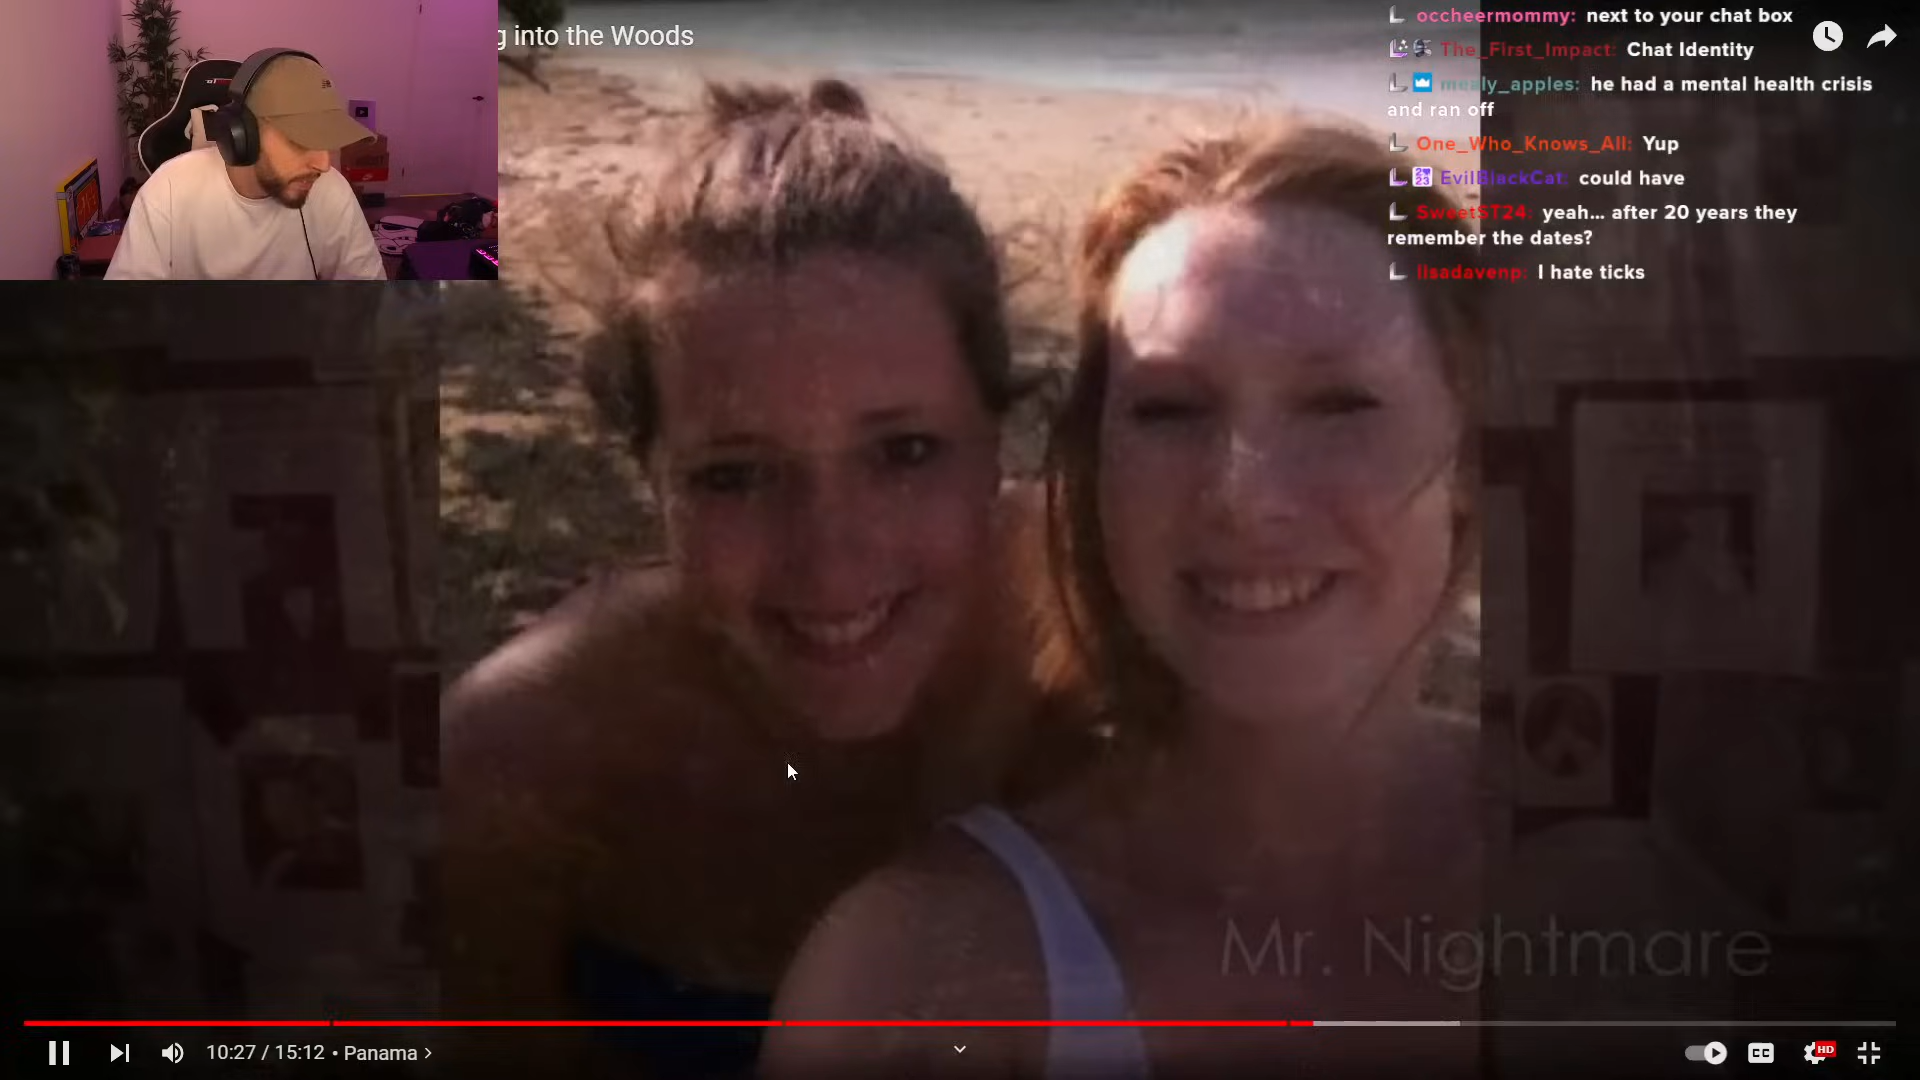 g into the Woods
occheermommy: next to your chat box
The_First_Impact: Chat Identity
mealy_apples: he had a mental health crisis
and ran off
One_Who_Knows_All: Yup
EvilBlackCat: could have
SweetST24: yeah... after 20 years they
remember the dates?
lisadavenp: I hate ticks
Mr. Nightmare
10:27 / 15:12 • Panama >
CC
HD